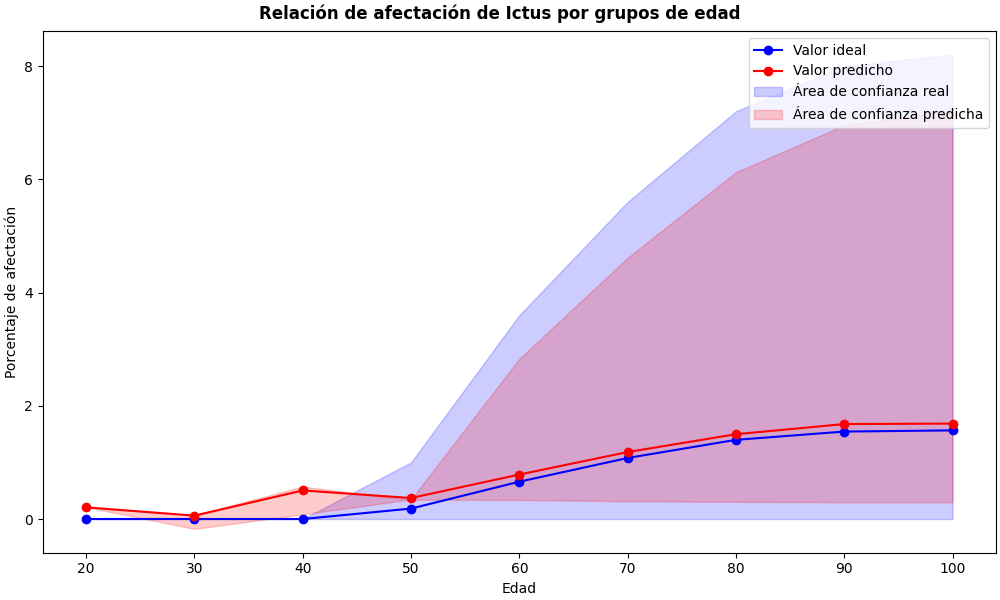 Relación de afectación de Ictus por grupos de edad
Valor ideal
Valor predicho
Área de confianza real
Área de confianza predicha
Porcentaje de afectación
8
6
4
2
0
20 30 40 50 60 70 80 90 100
Edad